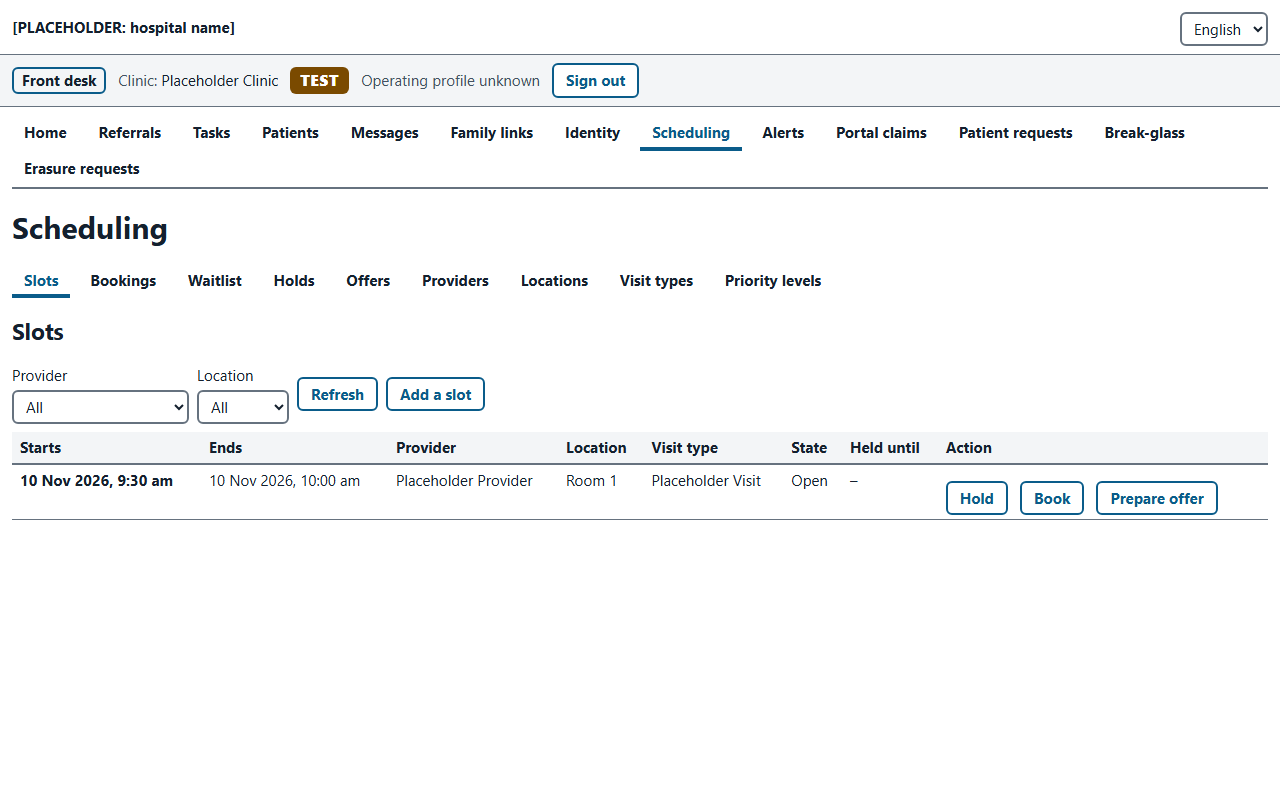 [PLACEHOLDER: hospital name]
English
Front desk Clinic: Placeholder Clinic TEST Operating profile unknown Sign out
Home Referrals Tasks Patients Messages Family links Identity Scheduling Alerts Portal claims Patient requests Break-glass
Erasure requests
Scheduling
Slots Bookings Waitlist Holds Offers Providers Locations Visit types Priority levels
Slots
Provider Location
All All Refresh Add a slot
Starts Ends Provider Location Visit type State Held until Action
10 Nov 2026, 9:30 am 10 Nov 2026, 10:00 am Placeholder Provider Room 1 Placeholder Visit Open –
Hold Book Prepare offer